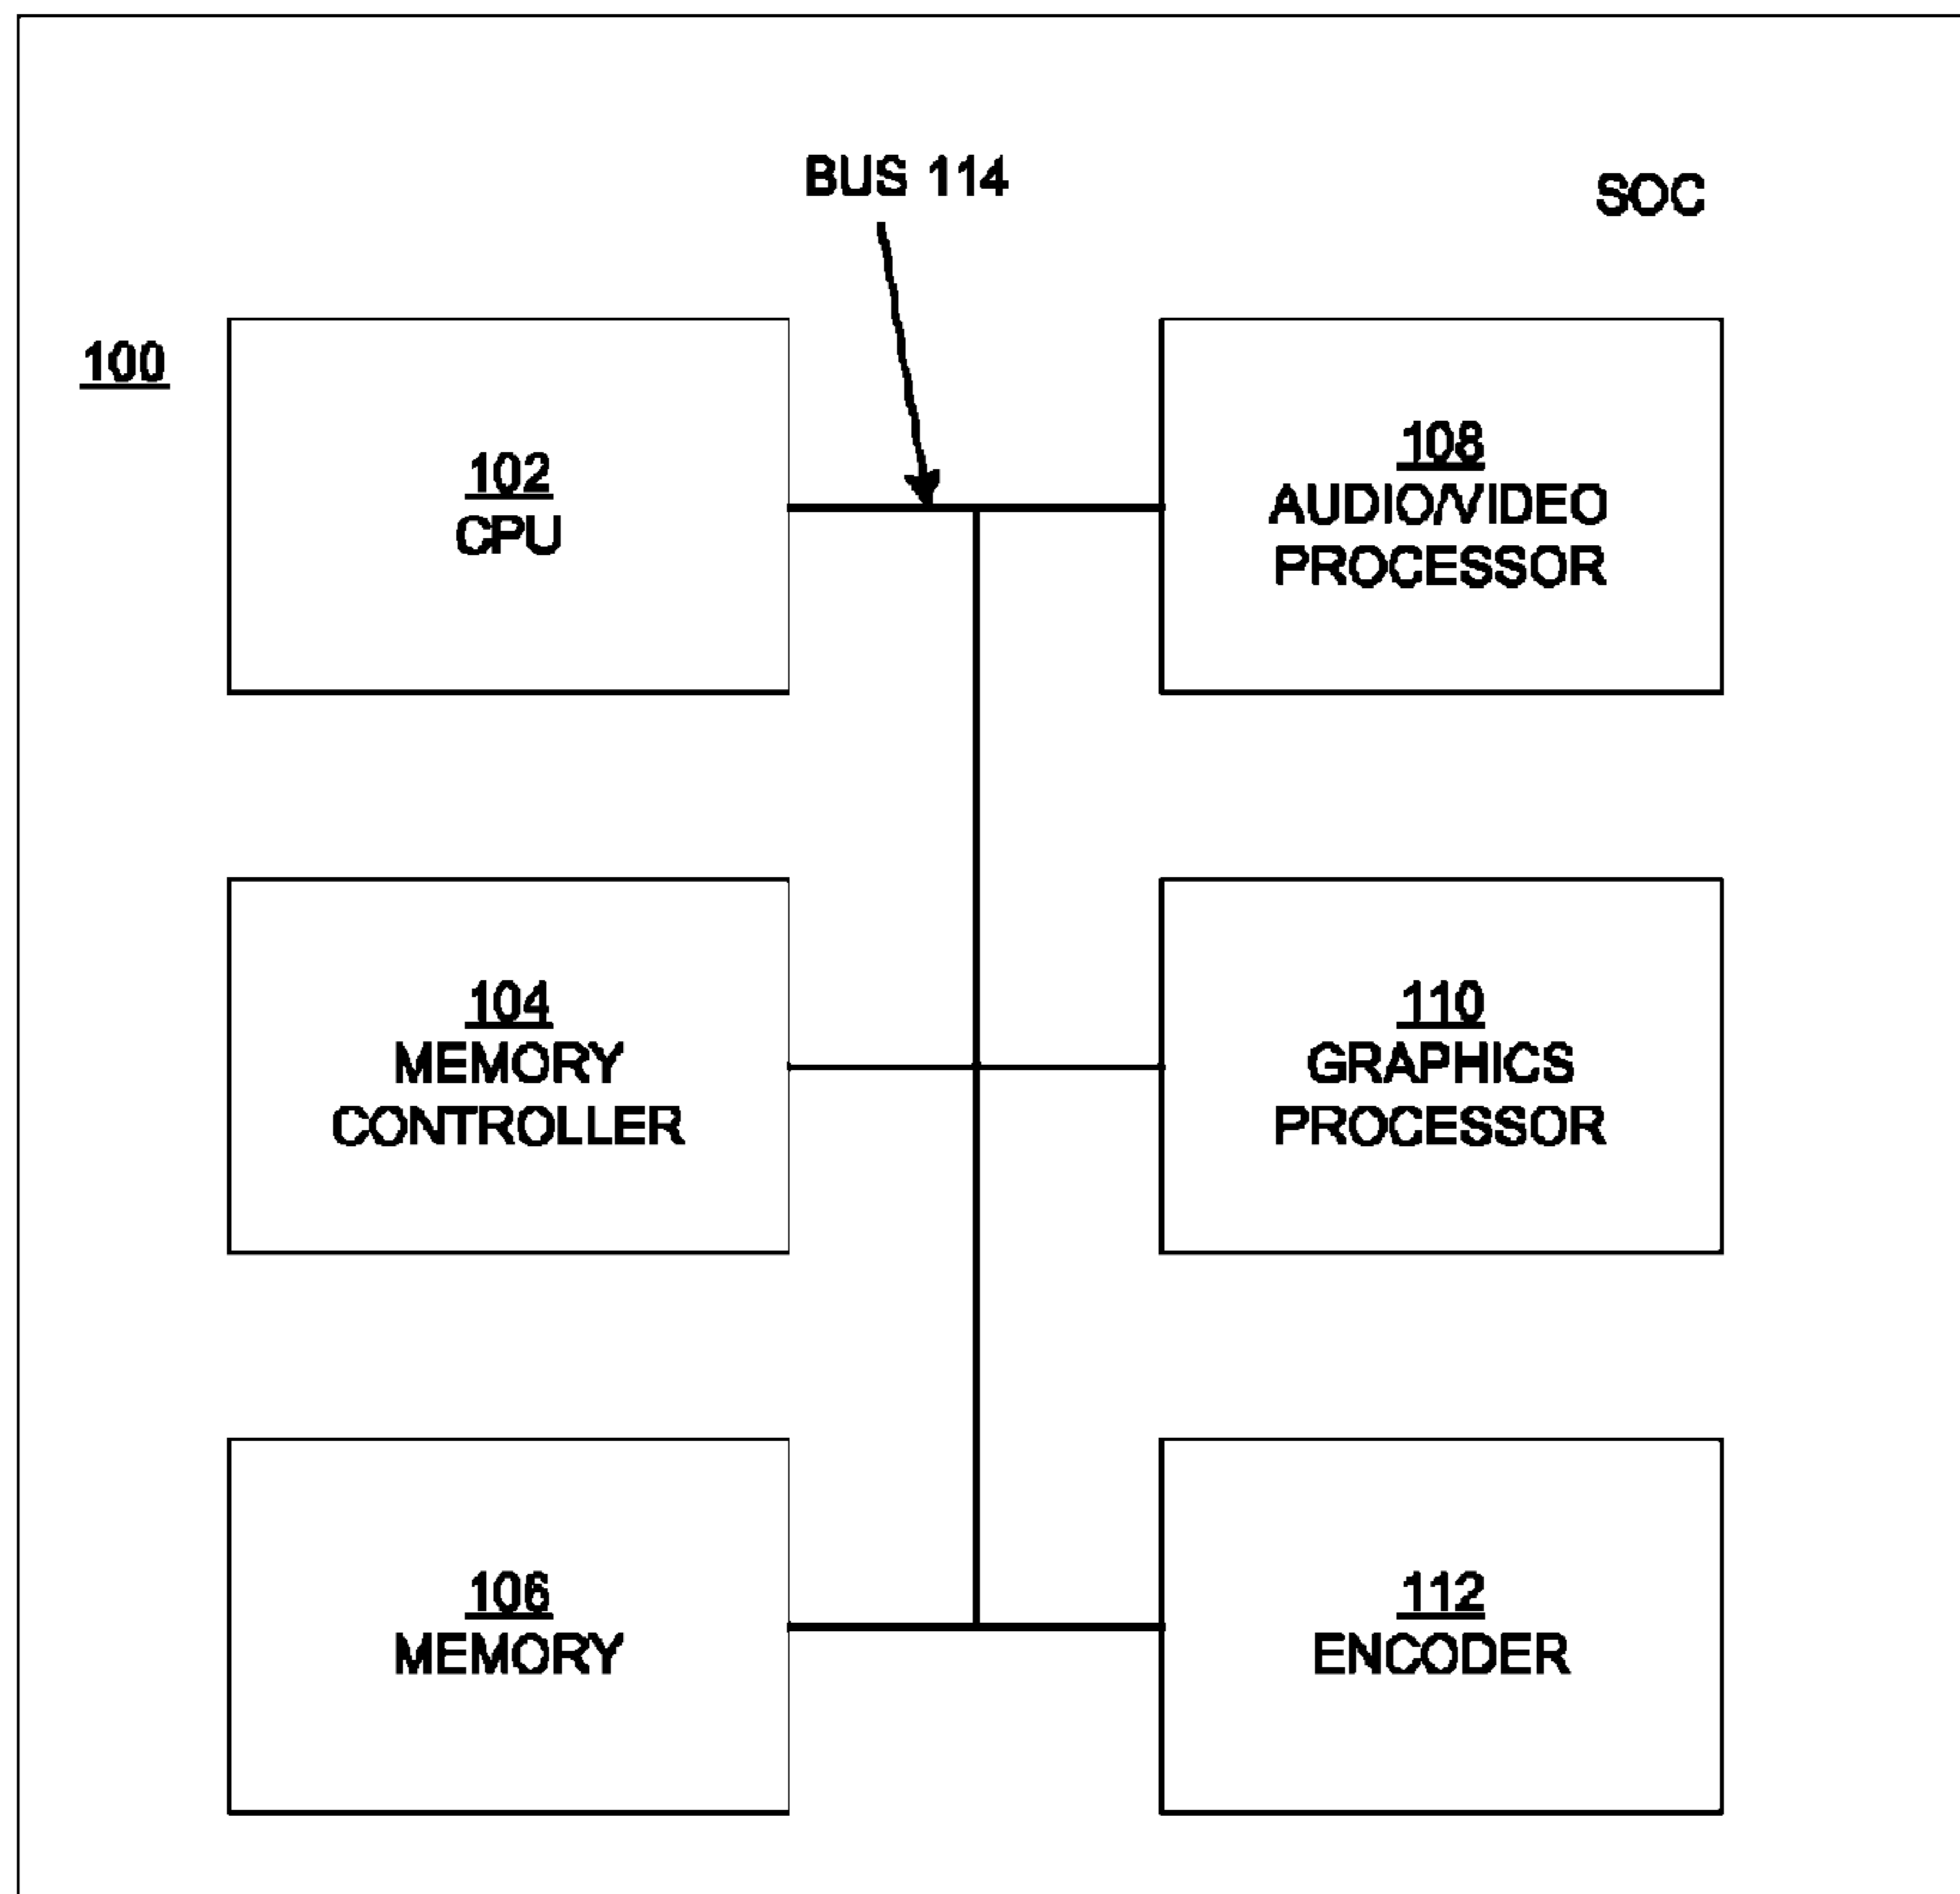 BUS 114
SOC
100
102
CPU
108
AUDIO/VIDEO
PROCESSOR
104
MEMORY
CONTROLLER
110
GRAPHICS
PROCESSOR
106
MEMORY
112
ENCODER